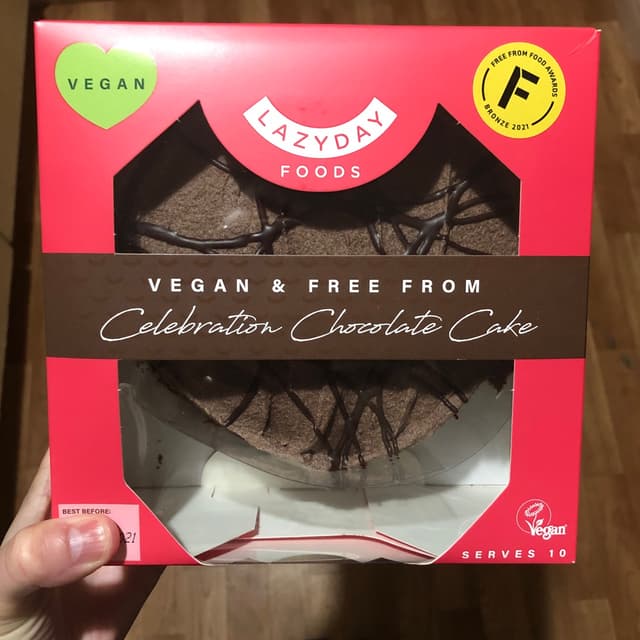 VEGAN
FREE FROM FOOD AWARDS
F
BRONZE 2021
LAZYDAY
FOODS
VEGAN & FREE FROM
Celebration Chocolate Cake
BEST BEFORE:
Vegan
SERVES 10